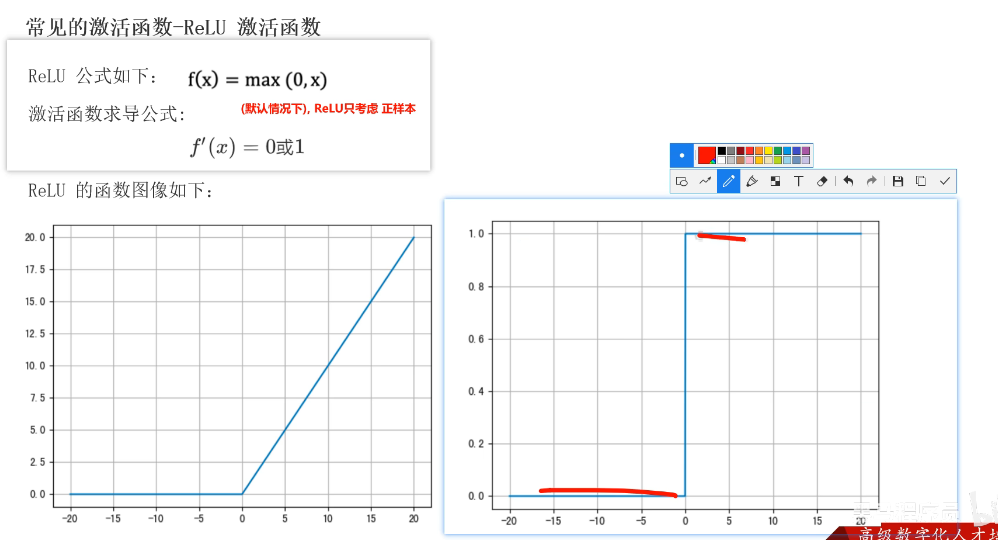 常见的激活函数-ReLU 激活函数
ReLU 公式如下： f(x) = max (0, x)
激活函数求导公式: (默认情况下), ReLU只考虑 正样本
f′(x) = 0或1
ReLU 的函数图像如下：
20.0
17.5
15.0
12.5
10.0
7.5
5.0
2.5
0.0
-20 -15 -10 -5 0 5 10 15 20
T
1.0
0.8
0.6
0.4
0.2
0.0
-20 -15 -10 -5 0 5 10 15 20
高级数字化人才培